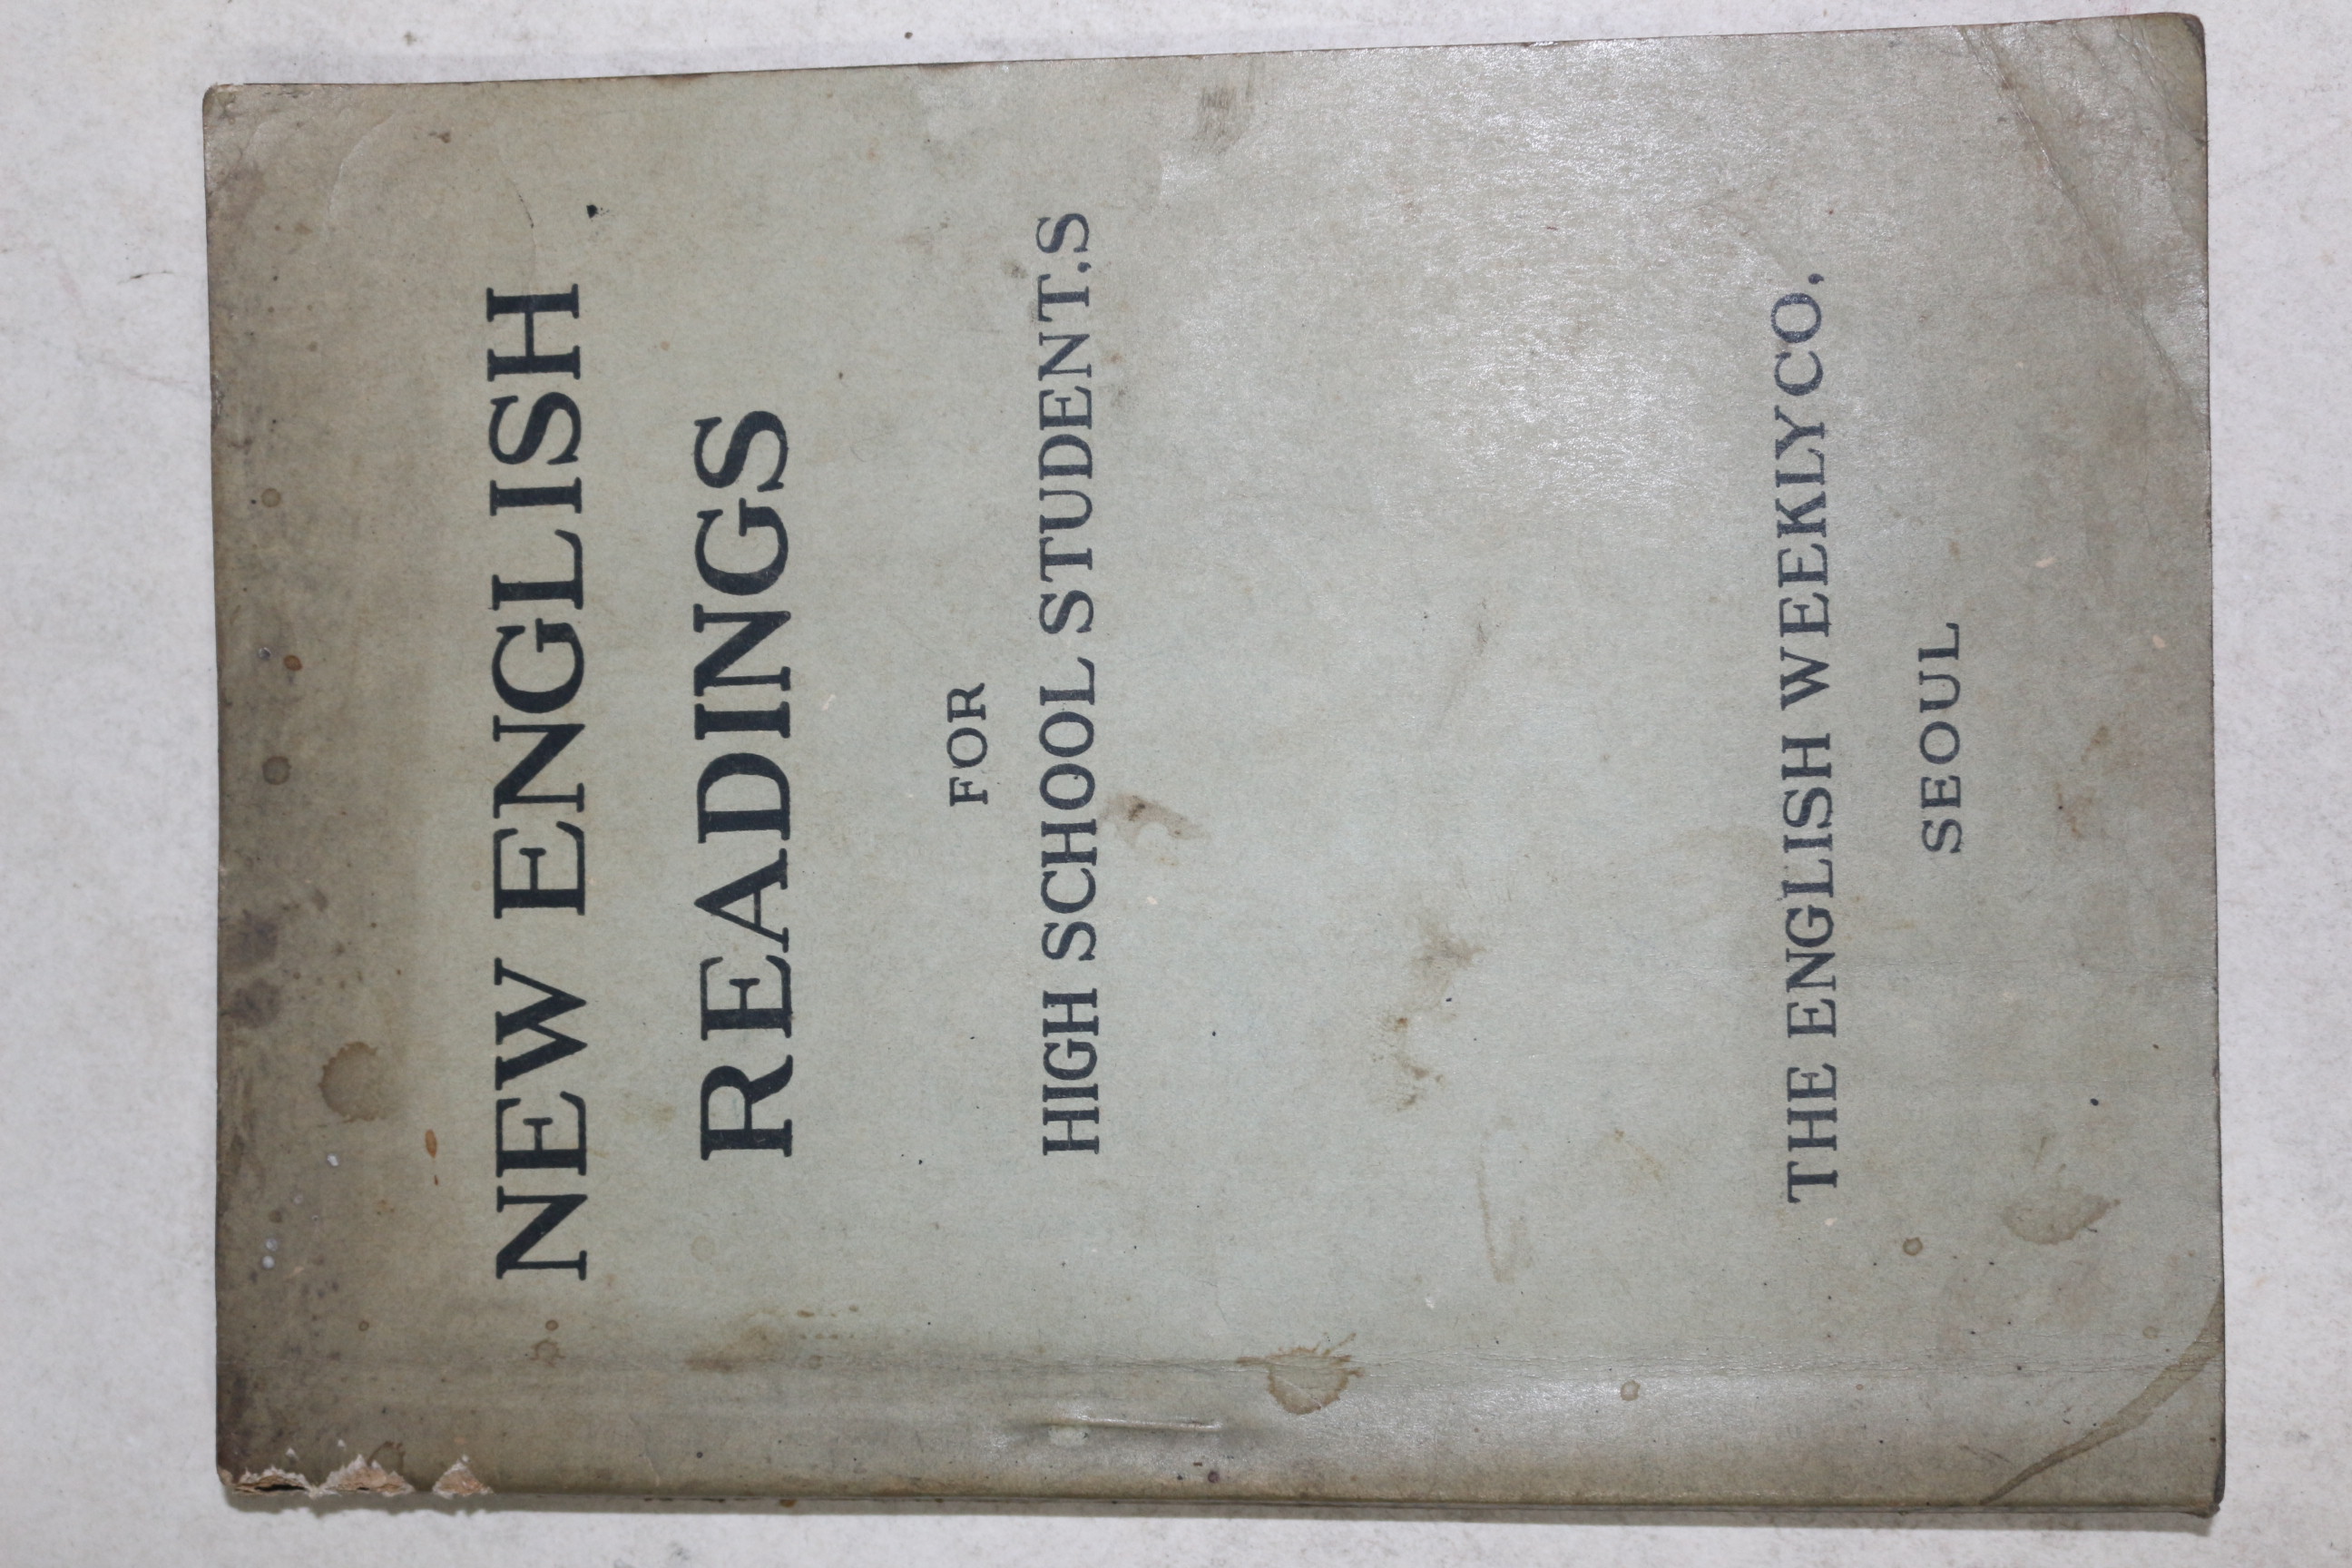 NEW ENGLISH
READINGS
FOR
HIGH SCHOOL STUDENT.S
THE ENGLISH WEEKLY CO,
SEOUL